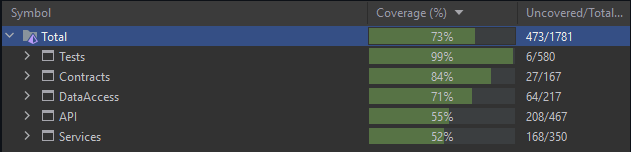 Symbol Coverage (%) Uncovered/Total...
Total 73% 473/1781
Tests 99% 6/580
Contracts 84% 27/167
DataAccess 71% 64/217
API 55% 208/467
Services 52% 168/350